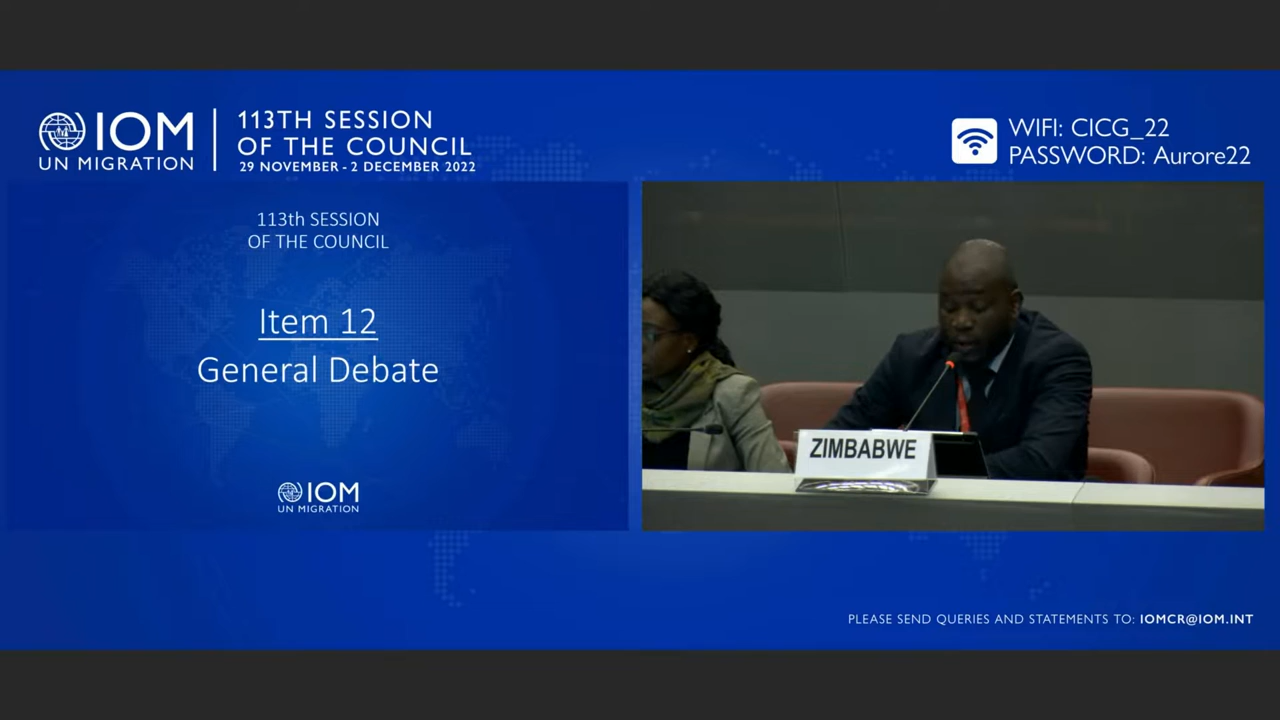 IOM
UN MIGRATION
113TH SESSION
OF THE COUNCIL
29 NOVEMBER - 2 DECEMBER 2022
WIFI: CICG_22
PASSWORD: Aurore22
113th SESSION
OF THE COUNCIL
Item 12
General Debate
IOM
UN MIGRATION
ZIMBABWE
PLEASE SEND QUERIES AND STATEMENTS TO: IOMCR@IOM.INT